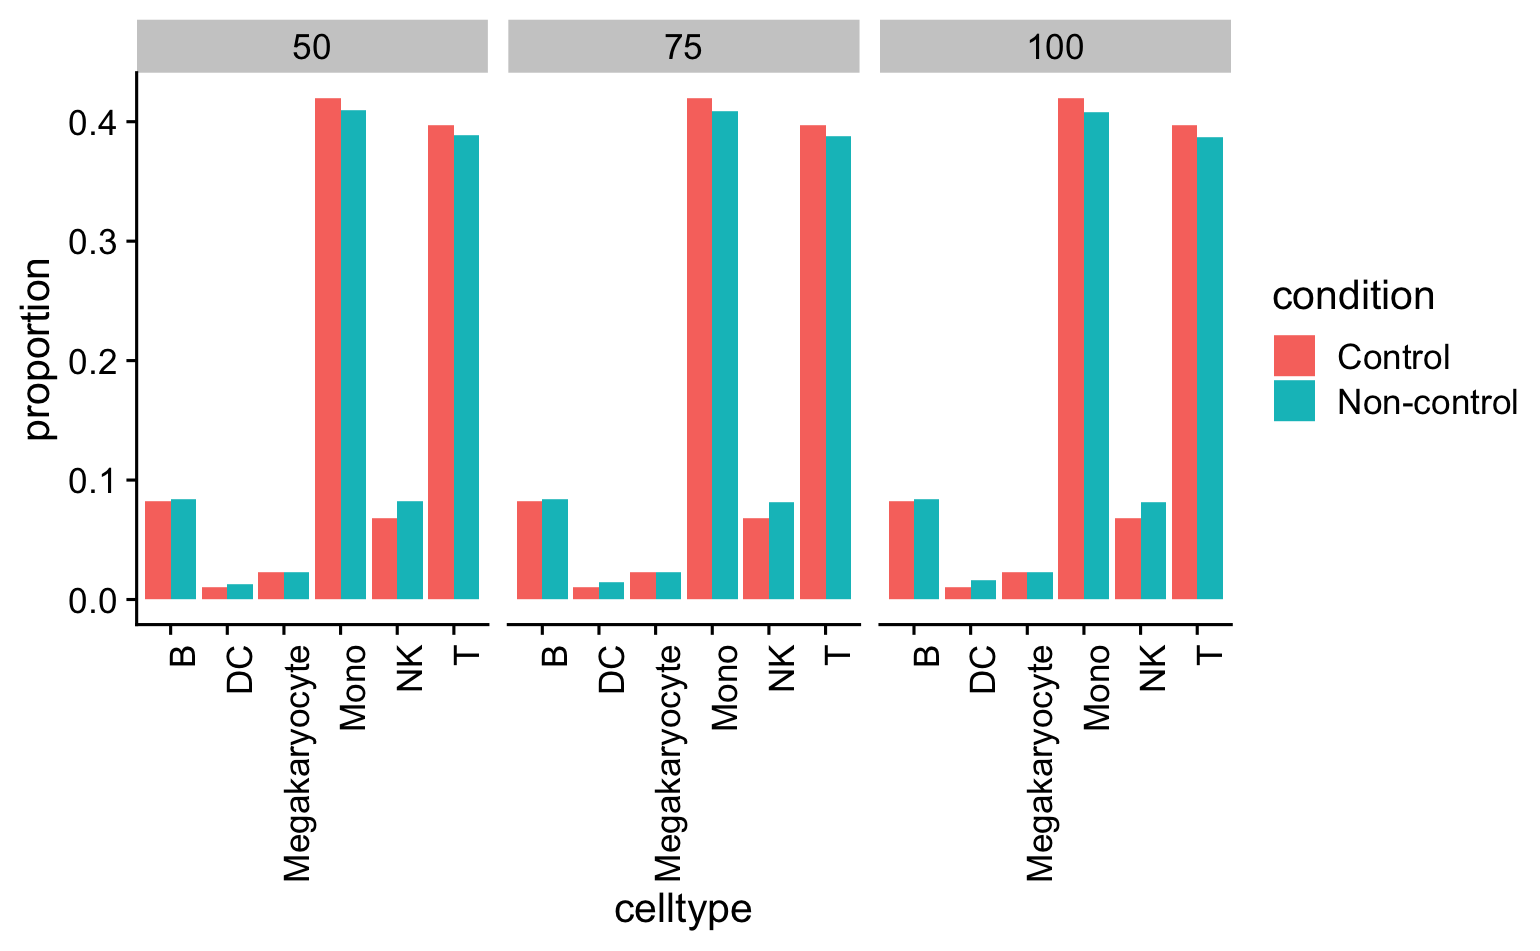 50 75 100
proportion
0.4
0.3
0.2
0.1
0.0
B DC Megakaryocyte Mono NK T
B DC Megakaryocyte Mono NK T
B DC Megakaryocyte Mono NK T
celltype
condition
Control
Non-control